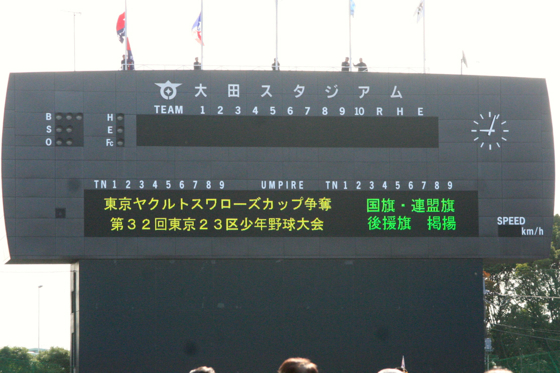 大田スタジアム
TEAM 1 2 3 4 5 6 7 8 9 10 R H E
B H
S E
O Fc
TN 1 2 3 4 5 6 7 8 9 UMPIRE TN 1 2 3 4 5 6 7 8 9
東京ヤクルトスワローズカップ争奪 国旗・連盟旗
第32回東京23区少年野球大会 後援旗 掲揚
SPEED
km/h